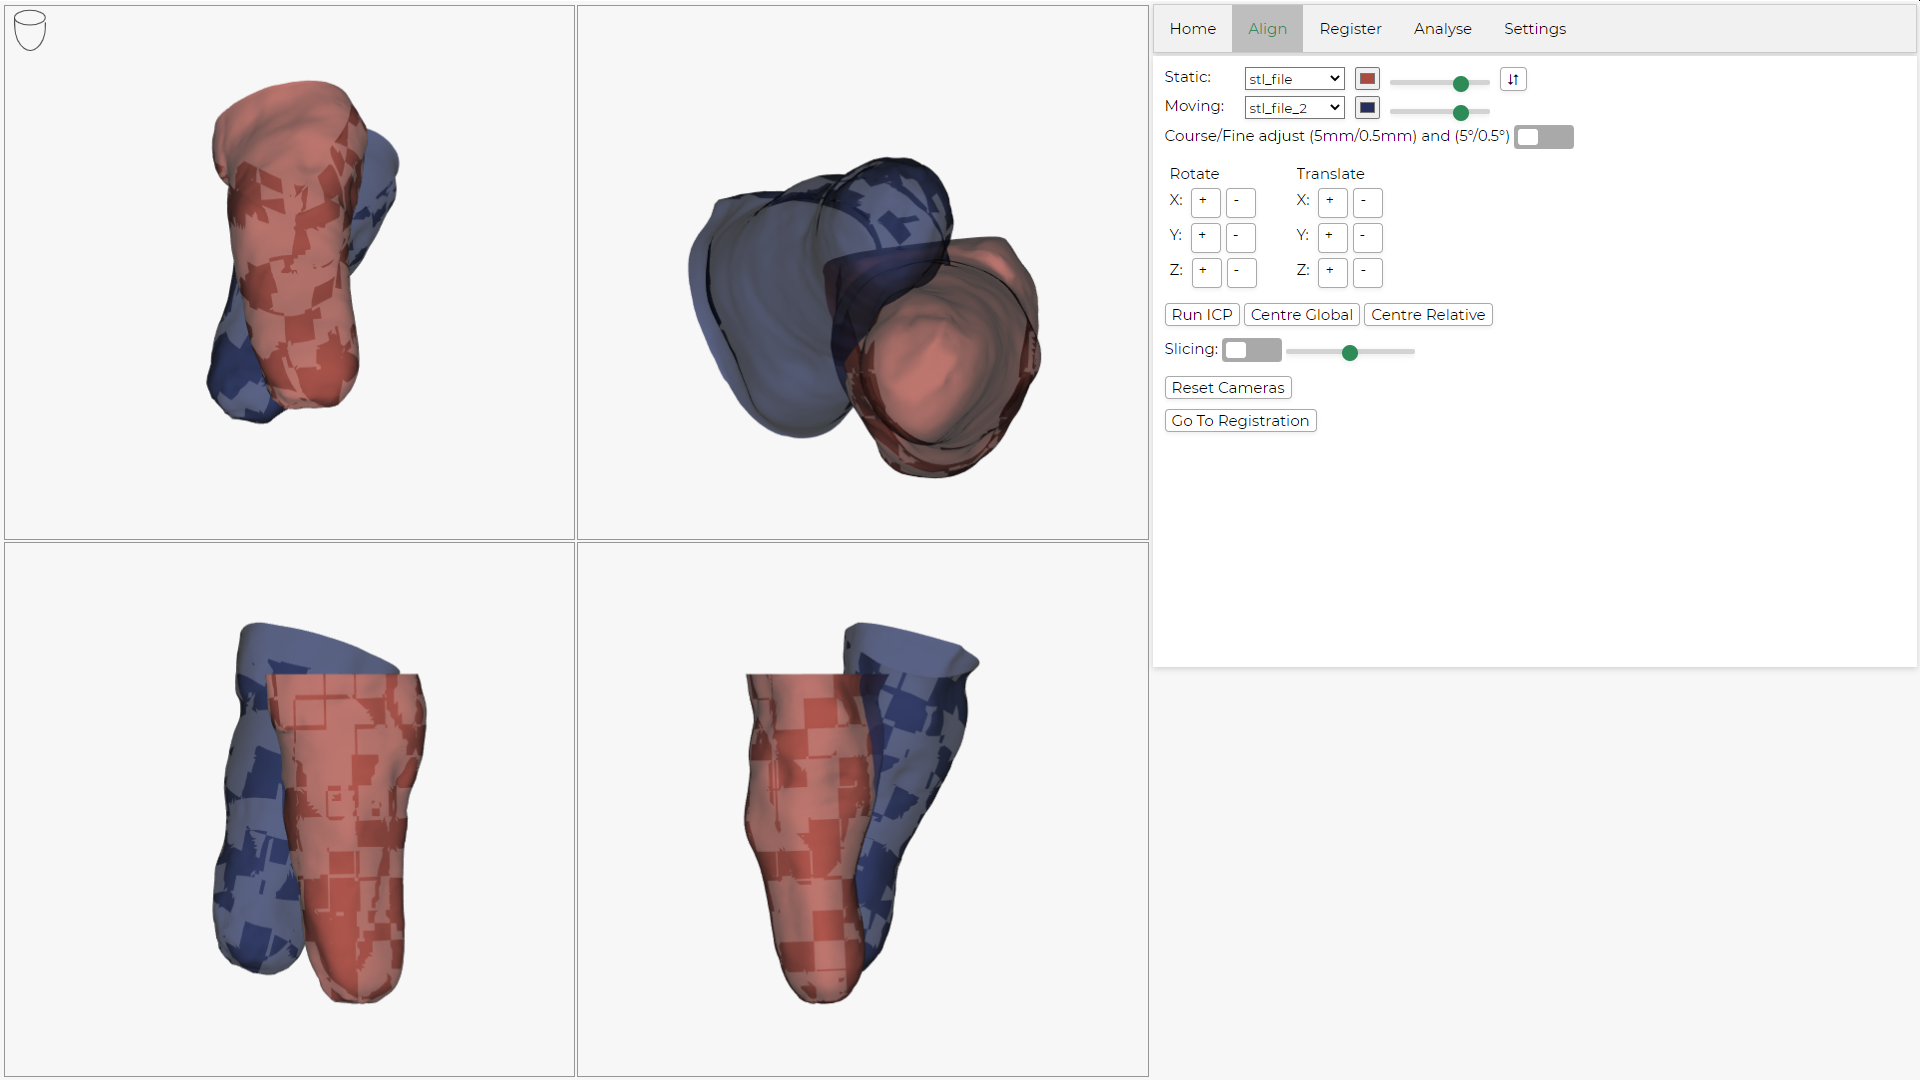 Home Align Register Analyse Settings
Static: stl_file
Moving: stl_file_2
Course/Fine adjust (5mm/0.5mm) and (5°/0.5°)
Rotate Translate
X: + - X: + -
Y: + - Y: + -
Z: + - Z: + -
Run ICP Centre Global Centre Relative
Slicing:
Reset Cameras
Go To Registration